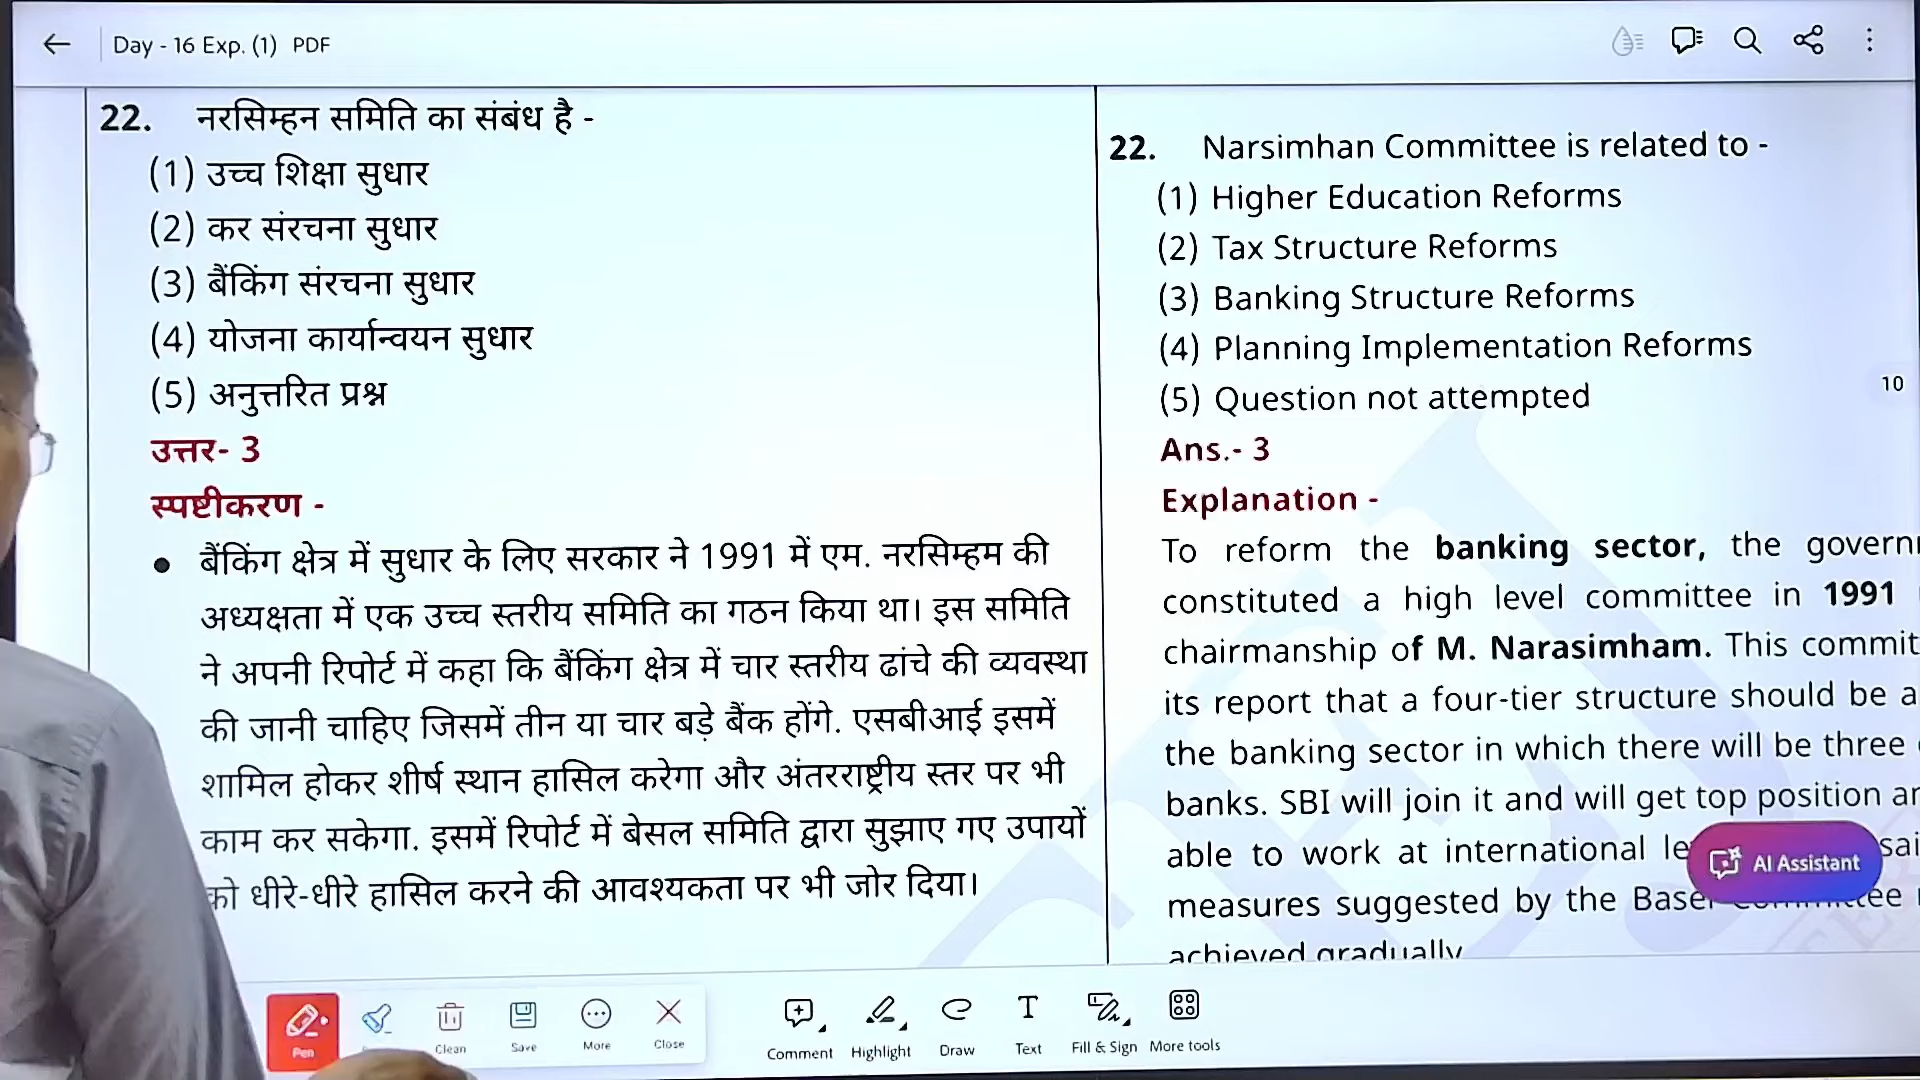 Day - 16 Exp. (1) PDF
22. नरसिम्हन समिति का संबंध है -
(1) उच्च शिक्षा सुधार
(2) कर संरचना सुधार
(3) बैंकिंग संरचना सुधार
(4) योजना कार्यान्वयन सुधार
(5) अनुत्तरित प्रश्न
उत्तर- 3
स्पष्टीकरण -
● बैंकिंग क्षेत्र में सुधार के लिए सरकार ने 1991 में एम. नरसिम्हम की
अध्यक्षता में एक उच्च स्तरीय समिति का गठन किया था। इस समिति
ने अपनी रिपोर्ट में कहा कि बैंकिंग क्षेत्र में चार स्तरीय ढांचे की व्यवस्था
की जानी चाहिए जिसमें तीन या चार बड़े बैंक होंगे. एसबीआई इसमें
शामिल होकर शीर्ष स्थान हासिल करेगा और अंतरराष्ट्रीय स्तर पर भी
काम कर सकेगा. इसमें रिपोर्ट में बेसल समिति द्वारा सुझाए गए उपायों
को धीरे-धीरे हासिल करने की आवश्यकता पर भी जोर दिया।
22. Narsimhan Committee is related to -
(1) Higher Education Reforms
(2) Tax Structure Reforms
(3) Banking Structure Reforms
(4) Planning Implementation Reforms
(5) Question not attempted
Ans.- 3
Explanation -
To reform the banking sector, the govern
constituted a high level committee in 1991
chairmanship of M. Narasimham. This commit
its report that a four-tier structure should be a
the banking sector in which there will be three
banks. SBI will join it and will get top position an
able to work at international le
measures suggested by the Basel
achieved gradually
10
AI Assistant
Pen
Clean
Save
More
Close
Comment
Highlight
Draw
Text
Fill & Sign
More tools